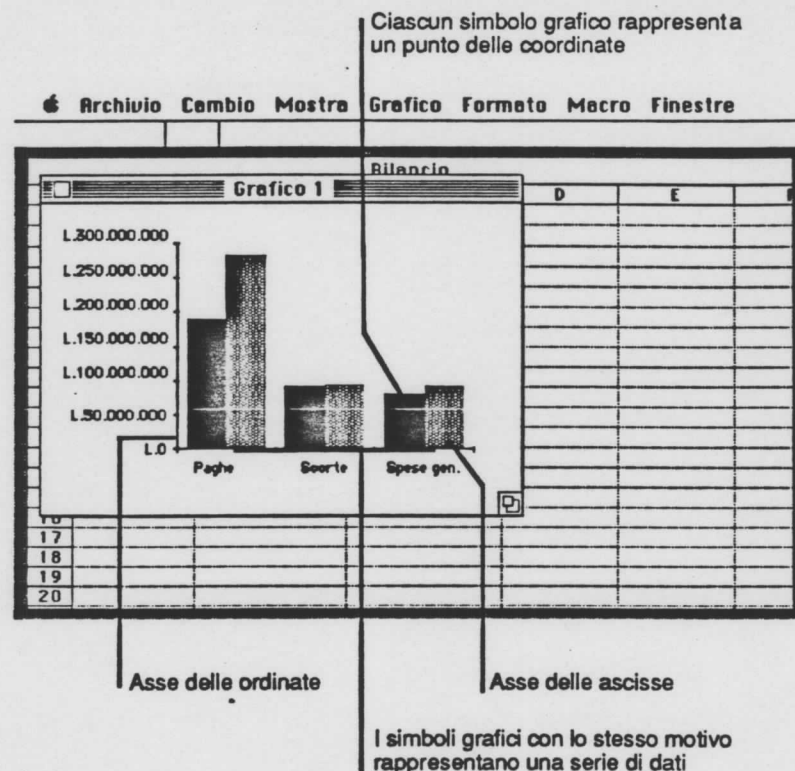 Ciascun simbolo grafico rappresenta
un punto delle coordinate
Archivio Cambio Mostra Grafico Formato Macro Finestre
Bilancio
Grafico 1
D E
L.300.000.000
L.250.000.000
L.200.000.000
L.150.000.000
L.100.000.000
L.50.000.000
L.0
Paghe Scorte Spese gen.
16
17
18
19
20
Asse delle ordinate Asse delle ascisse
I simboli grafici con lo stesso motivo
rappresentano una serie di dati